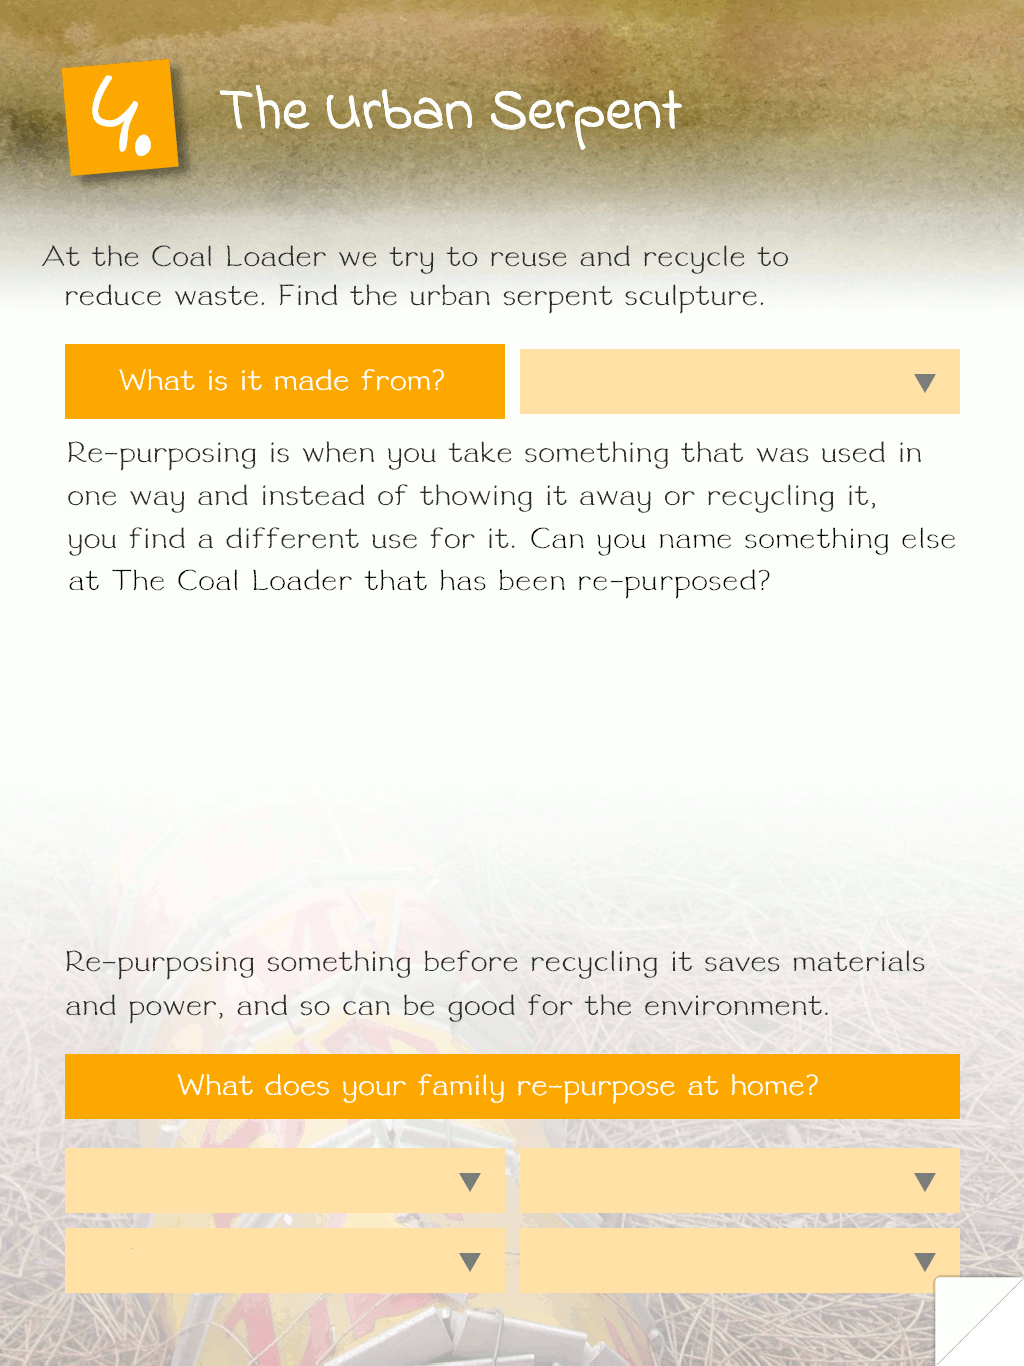 4.
The Urban Serpent
At the Coal Loader we try to reuse and recycle to
reduce waste. Find the urban serpent sculpture.
What is it made from?
Re-purposing is when you take something that was used in
one way and instead of thowing it away or recycling it,
you find a different use for it. Can you name something else
at The Coal Loader that has been re-purposed?
Re-purposing something before recycling it saves materials
and power, and so can be good for the environment.
What does your family re-purpose at home?